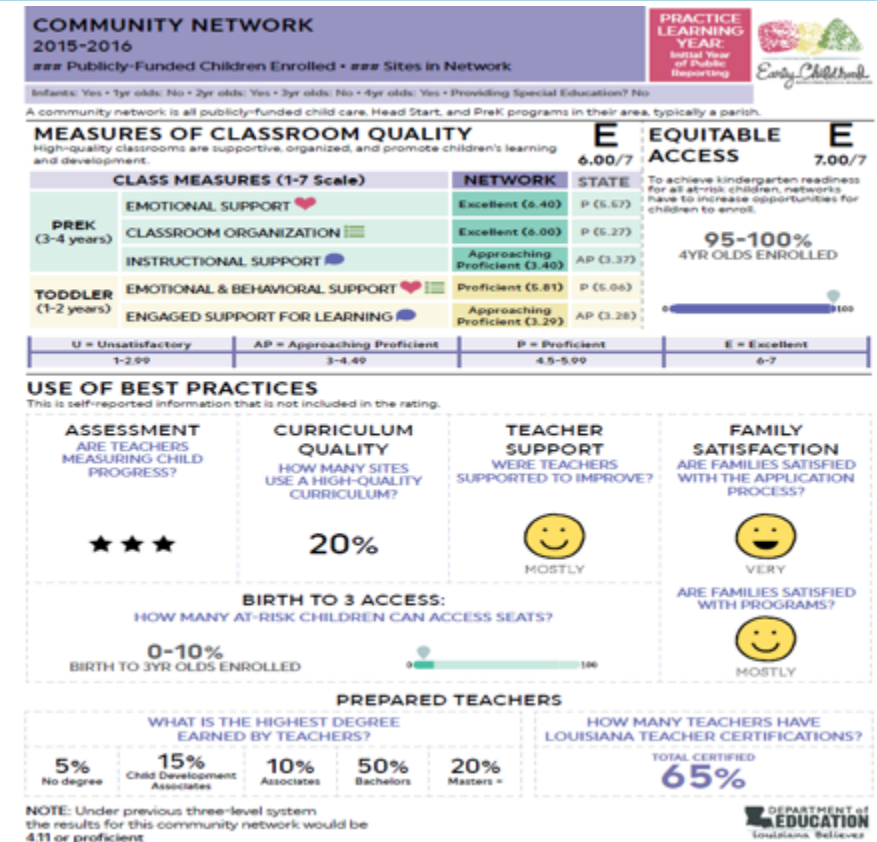 COMMUNITY NETWORK
2015-2016
### Publicly-Funded Children Enrolled • ### Sites in Network
PRACTICE
LEARNING
YEAR:
Initial Year
of Public
Reporting
Early Childhood
Infants: Yes • 1yr olds: No • 2yr olds: Yes • 3yr olds: No • 4yr olds: Yes • Providing Special Education? No
A community network is all publicly-funded child care, Head Start, and PreK programs in their area, typically a parish.
MEASURES OF CLASSROOM QUALITY
High-quality classrooms are supportive, organized, and promote children's learning
and development.
E
6.00/7
CLASS MEASURES (1-7 Scale) NETWORK STATE
PREK
(3-4 years)
EMOTIONAL SUPPORT Excellent (6.40) P (5.57)
CLASSROOM ORGANIZATION Excellent (6.00) P (5.27)
INSTRUCTIONAL SUPPORT Approaching
Proficient (3.40) AP (3.37)
TODDLER
(1-2 years)
EMOTIONAL & BEHAVIORAL SUPPORT Proficient (5.81) P (5.06)
ENGAGED SUPPORT FOR LEARNING Approaching
Proficient (3.29) AP (3.28)
EQUITABLE
ACCESS
E
7.00/7
To achieve kindergarten readiness
for all at-risk children, networks
have to increase opportunities for
children to enroll.
95-100%
4YR OLDS ENROLLED
0 100
U = Unsatisfactory AP = Approaching Proficient P = Proficient E = Excellent
1-2.99 3-4.49 4.5-5.99 6-7
USE OF BEST PRACTICES
This is self-reported information that is not included in the rating.
ASSESSMENT
ARE TEACHERS
MEASURING CHILD
PROGRESS?
CURRICULUM
QUALITY
HOW MANY SITES
USE A HIGH-QUALITY
CURRICULUM?
20%
TEACHER
SUPPORT
WERE TEACHERS
SUPPORTED TO IMPROVE?
MOSTLY
FAMILY
SATISFACTION
ARE FAMILIES SATISFIED
WITH THE APPLICATION
PROCESS?
VERY
ARE FAMILIES SATISFIED
WITH PROGRAMS?
MOSTLY
BIRTH TO 3 ACCESS:
HOW MANY AT-RISK CHILDREN CAN ACCESS SEATS?
0-10%
BIRTH TO 3YR OLDS ENROLLED
0 100
PREPARED TEACHERS
WHAT IS THE HIGHEST DEGREE
EARNED BY TEACHERS?
5%
No degree
15%
Child Development
Associates
10%
Associates
50%
Bachelors
20%
Masters +
HOW MANY TEACHERS HAVE
LOUISIANA TEACHER CERTIFICATIONS?
TOTAL CERTIFIED
65%
NOTE: Under previous three-level system
the results for this community network would be
4.11 or proficient
DEPARTMENT of
EDUCATION
Louisiana Believes